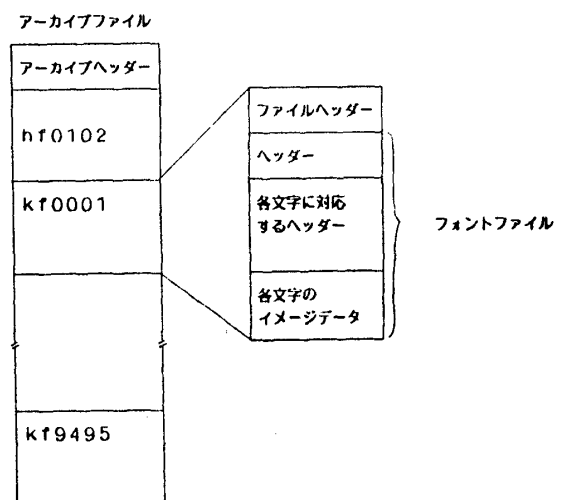 アーカイブファイル
アーカイブヘッダー
hf0102
kf0001
kf9495
ファイルヘッダー
ヘッダー
各文字に対応
するヘッダー
各文字の
イメージデータ
フォントファイル